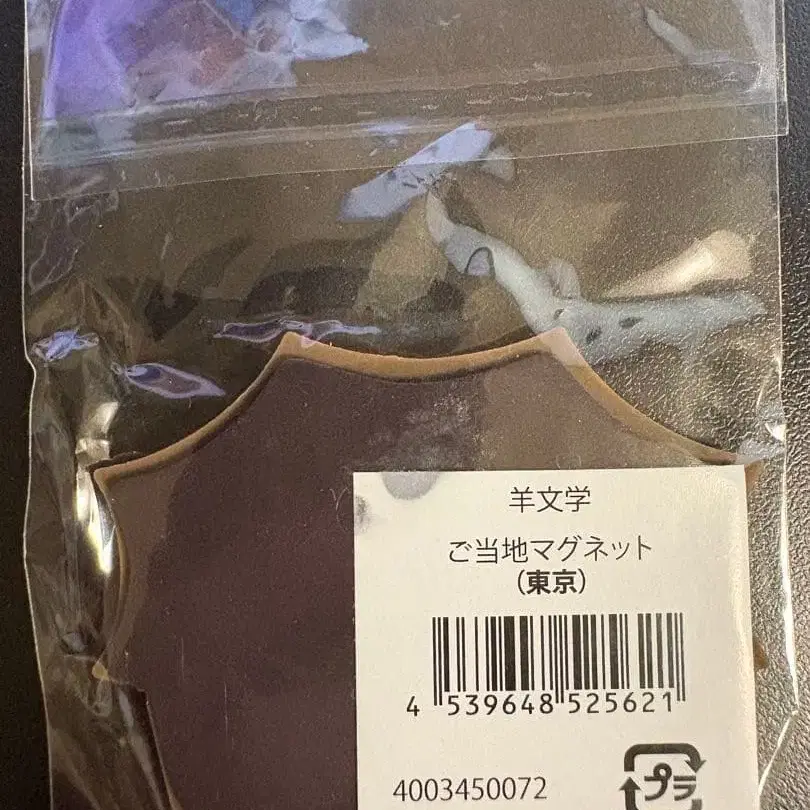 羊文学
ご当地マグネット
(東京)
4 539648 525621
4003450072
プラ